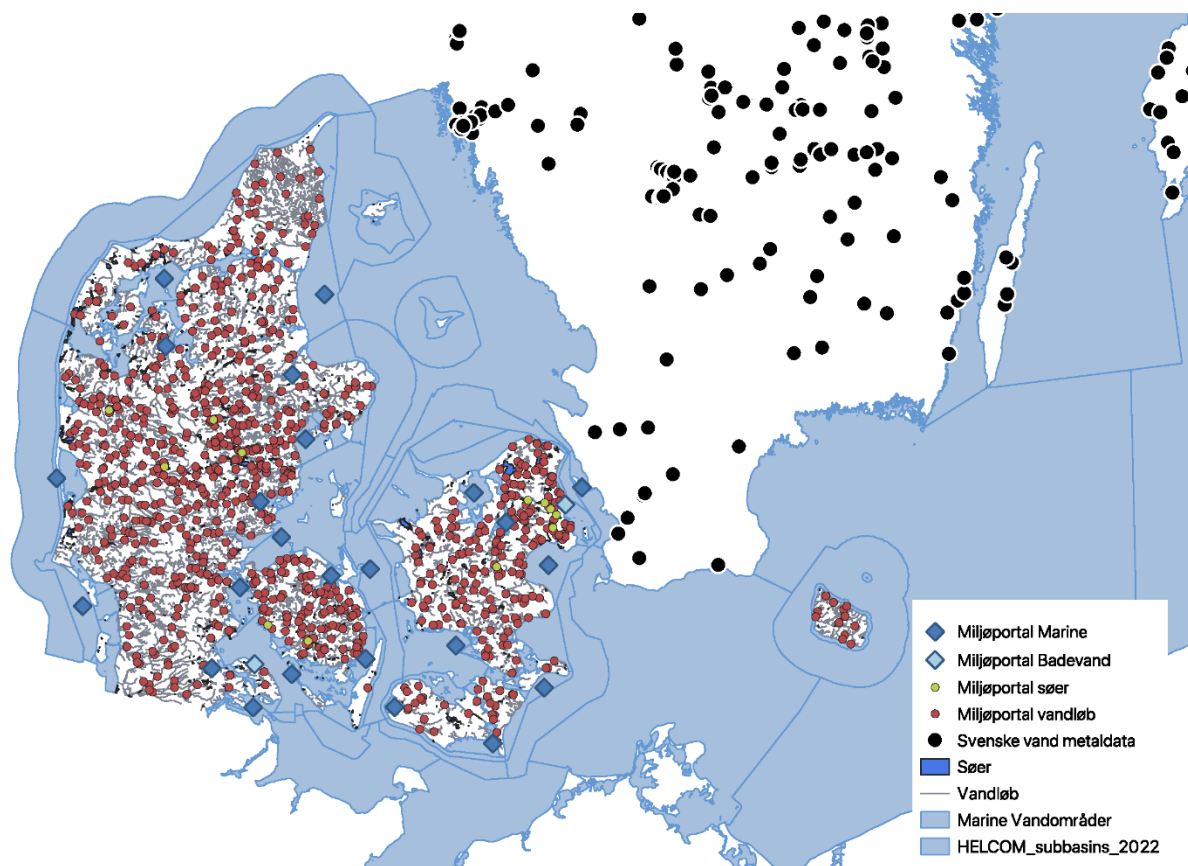 Miljøportal Marine
Miljøportal Badevand
Miljøportal søer
Miljøportal vandløb
Svenske vand metaldata
Søer
Vandløb
Marine Vandområder
HELCOM_subbasins_2022